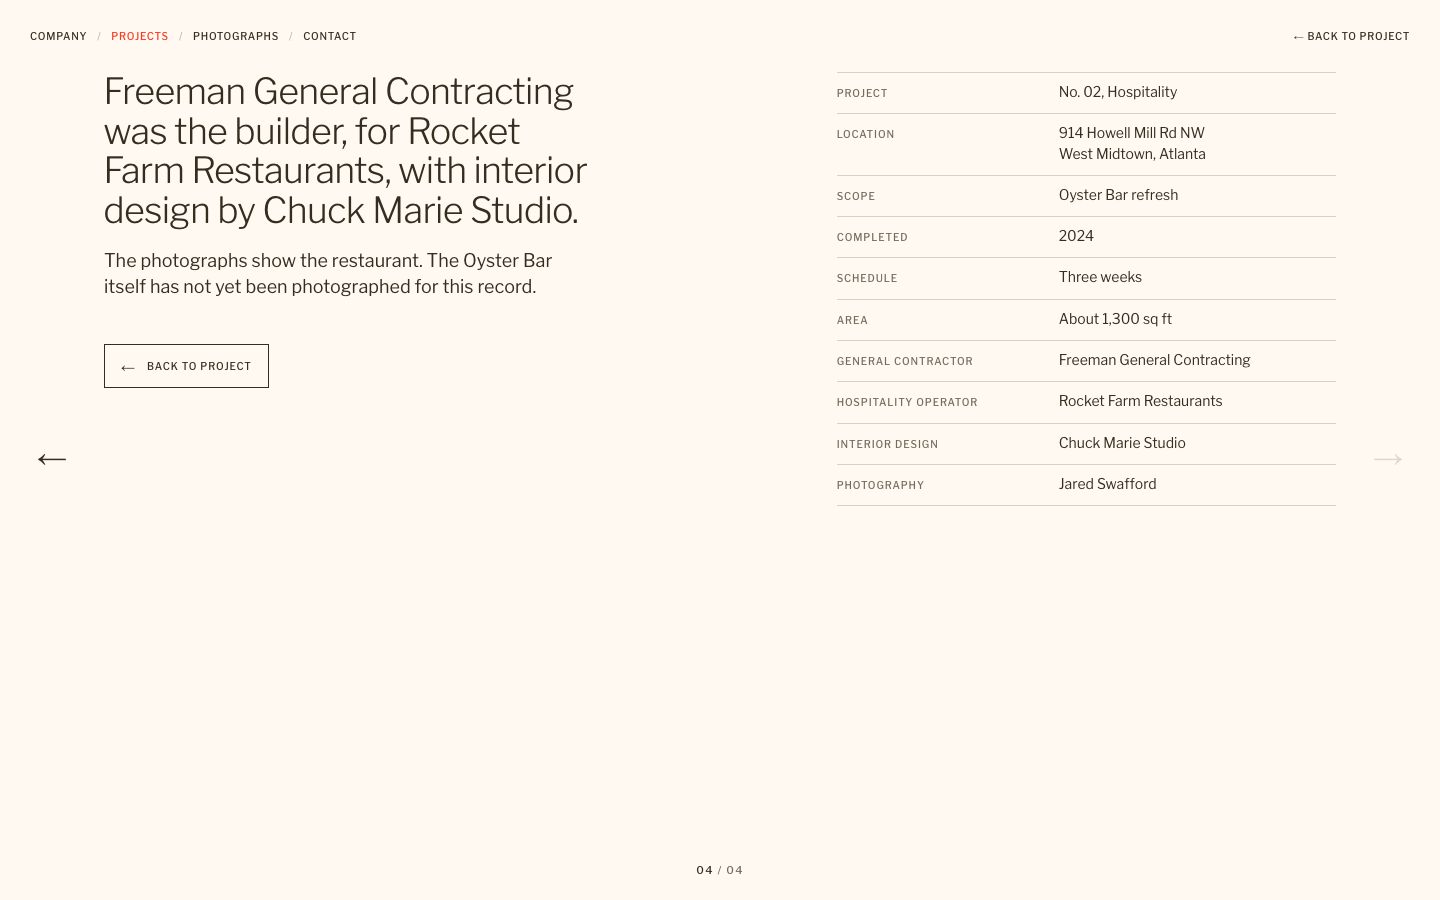 COMPANY / PROJECTS / PHOTOGRAPHS / CONTACT
← BACK TO PROJECT
Freeman General Contracting
was the builder, for Rocket
Farm Restaurants, with interior
design by Chuck Marie Studio.
The photographs show the restaurant. The Oyster Bar
itself has not yet been photographed for this record.
← BACK TO PROJECT
PROJECT No. 02, Hospitality
LOCATION 914 Howell Mill Rd NW
West Midtown, Atlanta
SCOPE Oyster Bar refresh
COMPLETED 2024
SCHEDULE Three weeks
AREA About 1,300 sq ft
GENERAL CONTRACTOR Freeman General Contracting
HOSPITALITY OPERATOR Rocket Farm Restaurants
INTERIOR DESIGN Chuck Marie Studio
PHOTOGRAPHY Jared Swafford
← →
04 / 04